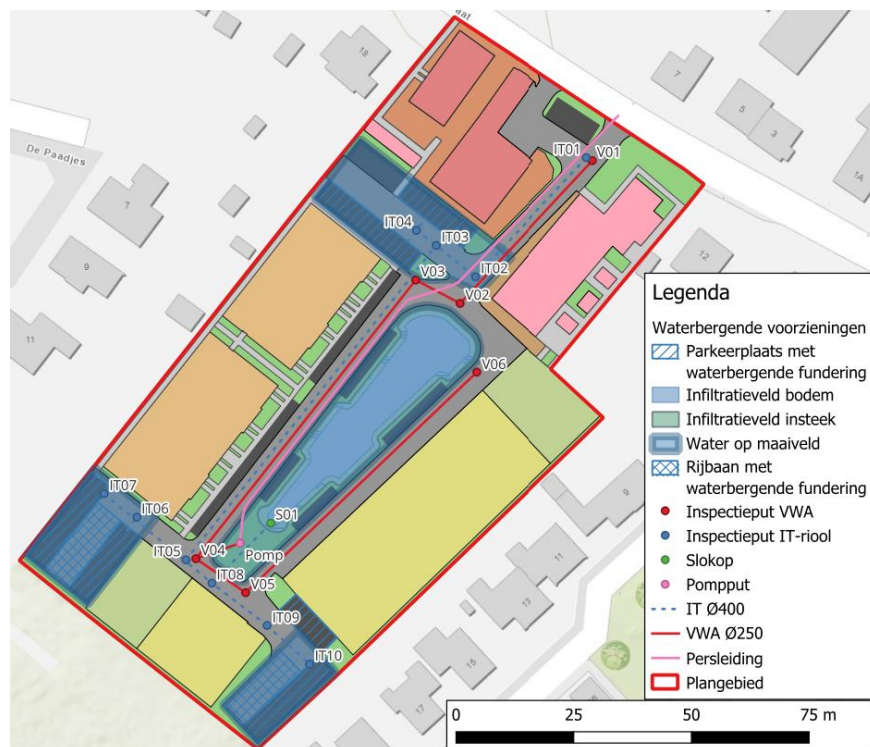 aat
18
7
5
3
1A
De Paadjes
IT01
V01
1
IT04
IT03
9
12
V03
IT02
V02
11
V06
Legenda
Waterbergende voorzieningen
Parkeerplaats met
waterbergende fundering
Infiltratieveld bodem
Infiltratieveld insteek
Water op maaiveld
Rijbaan met
waterbergende fundering
Inspectieput VWA
Inspectieput IT-riool
Slokop
Pompput
IT Ø400
VWA Ø250
Persleiding
Plangebied
IT07
9
IT06
S01
IT05
V04
Pomp
11
IT08
V05
13
IT09
15
IT10
17
0
25
50
75 m